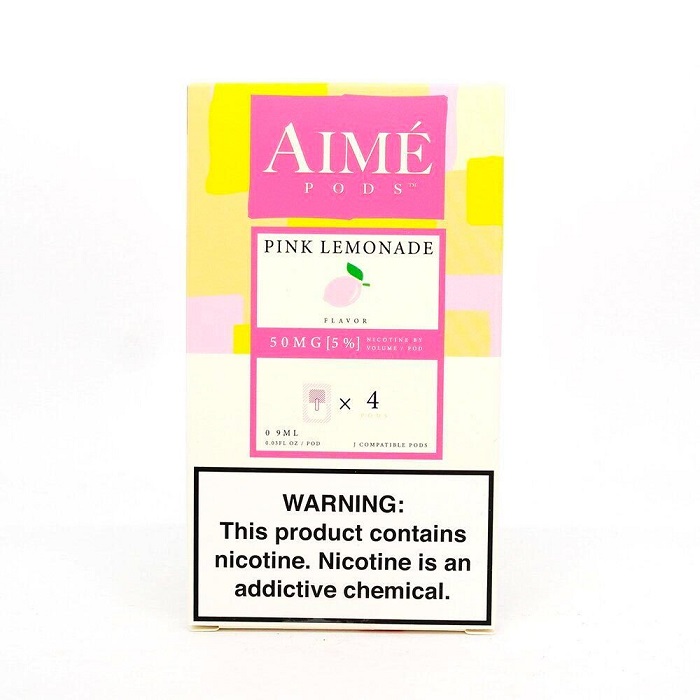 AIMÉ
PODS™
PINK LEMONADE
FLAVOR
50MG[5%]
NICOTINE BY
VOLUME / POD
× 4
PODS
0 9ML
0.03FL OZ / POD
J COMPATIBLE PODS
WARNING:
This product contains
nicotine. Nicotine is an
addictive chemical.